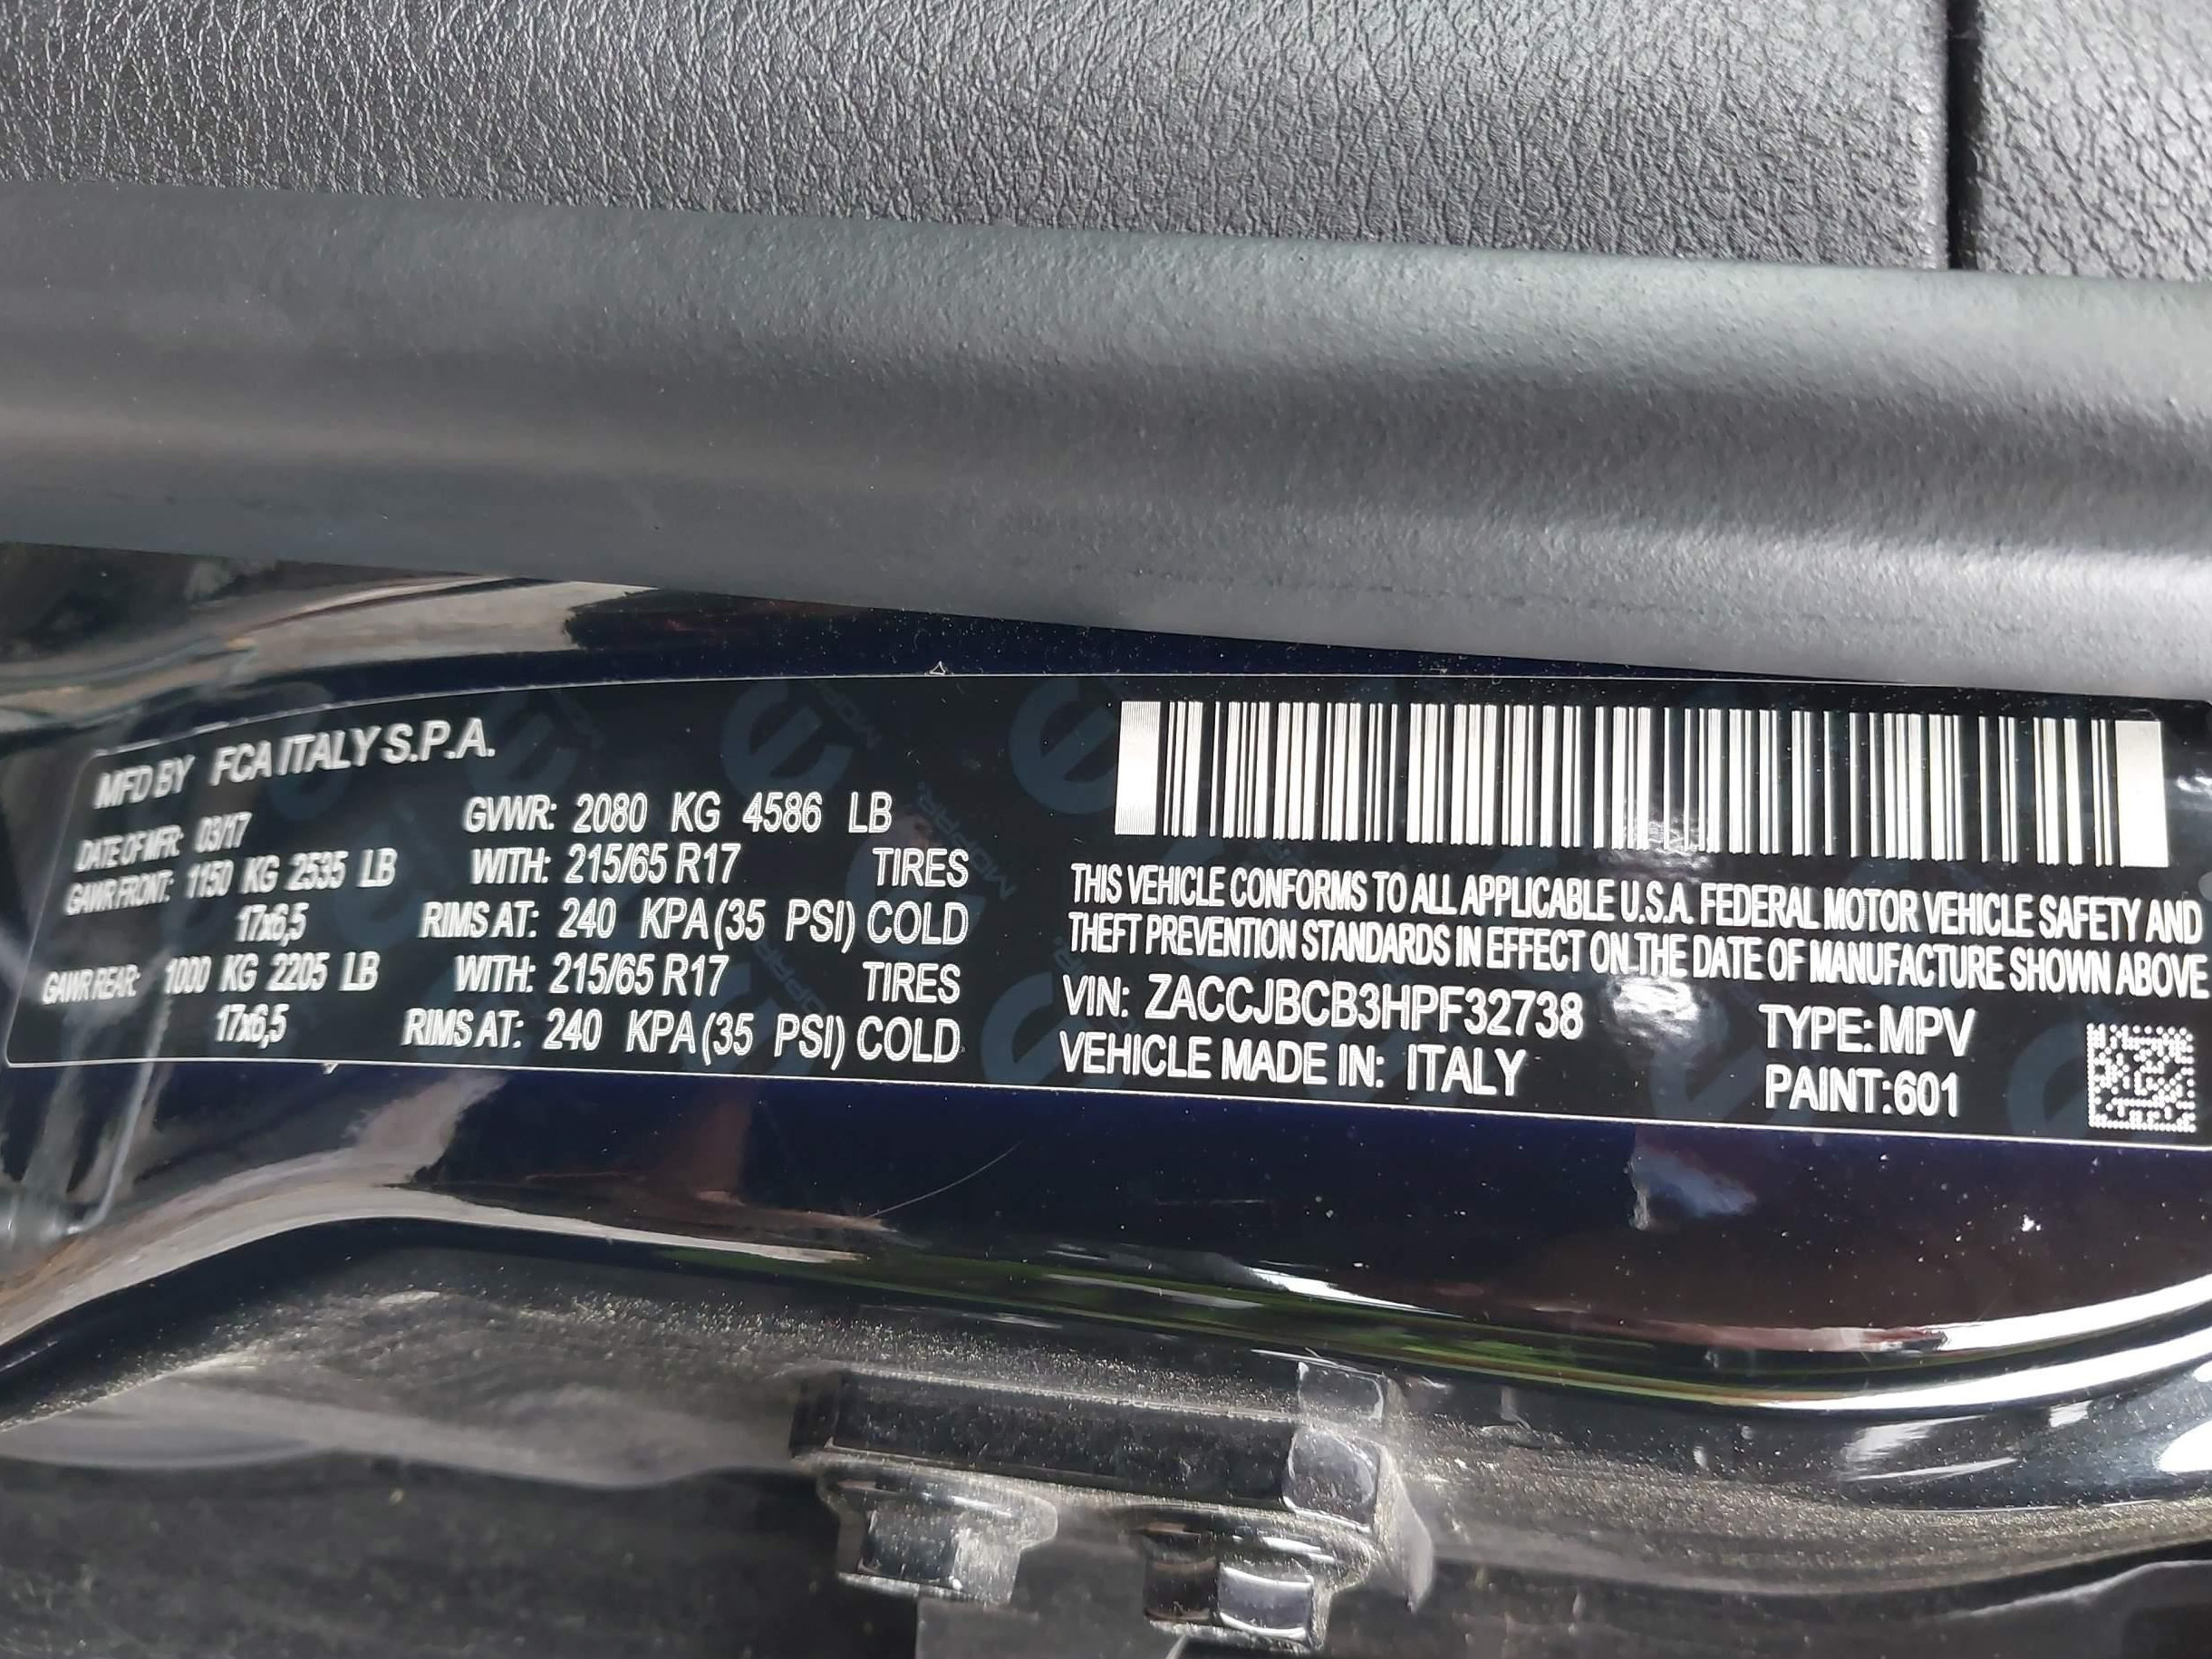 MFD BY FCA ITALY S.P.A.
DATE OF MFR: 03/17 GVWR: 2080 KG 4586 LB
GAWR FRONT: 1150 KG 2535 LB WITH: 215/65 R17 TIRES
17x6,5 RIMS AT: 240 KPA (35 PSI) COLD
GAWR REAR: 1000 KG 2205 LB WITH: 215/65 R17 TIRES
17x6,5 RIMS AT: 240 KPA (35 PSI) COLD
THIS VEHICLE CONFORMS TO ALL APPLICABLE U.S.A. FEDERAL MOTOR VEHICLE SAFETY AND
THEFT PREVENTION STANDARDS IN EFFECT ON THE DATE OF MANUFACTURE SHOWN ABOVE
VIN: ZACCJBCB3HPF32738 TYPE: MPV
VEHICLE MADE IN: ITALY PAINT: 601
MOPAR